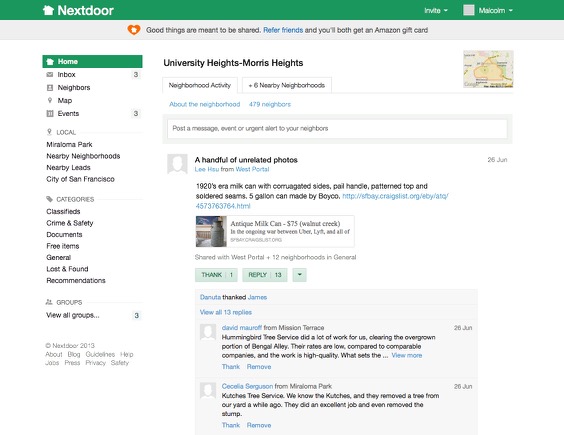 Nextdoor
Invite
Malcolm
Good things are meant to be shared. Refer friends and you'll both get an Amazon gift card
Home
Inbox 3
Neighbors
Map
Events 3
LOCAL
Miraloma Park
Nearby Neighborhoods
Nearby Leads
City of San Francisco
CATEGORIES
Classifieds
Crime & Safety
Documents
Free items
General
Lost & Found
Recommendations
GROUPS
View all groups... 3
© Nextdoor 2013
About Blog Guidelines Help
Jobs Press Privacy Safety
University Heights-Morris Heights
Google
Neighborhood Activity
+ 6 Nearby Neighborhoods
About the neighborhood 479 neighbors
Post a message, event or urgent alert to your neighbors
A handful of unrelated photos 26 Jun
Lee Hsu from West Portal
1920's era milk can with corruagated sides, pail handle, patterned top and
soldered seams. 5 gallon can made by Boyco. http://sfbay.craigslist.org/eby/atq/
4573763764.html
Antique Milk Can - $75 (walnut creek)
In the ongoing war between Uber, Lyft, and all of
SFBAY.CRAIGSLIST.ORG
Shared with West Portal + 12 neighborhoods in General
THANK 1
REPLY 13
Danuta thanked James
View all 13 replies
david mauroff from Mission Terrace 26 Jun
Hummingbird Tree Service did a lot of work for us, clearing the overgrown
portion of Bengal Alley. Their rates are low, compared to comparable
companies, and the work is high-quality. What sets the ... View more
Thank Remove
Cecelia Serguson from Miraloma Park 26 Jun
Kutches Tree Service. We know the Kutches, and they removed a tree from
our yard a while ago. They did an excellent job and even removed the
stump.
Thank Remove